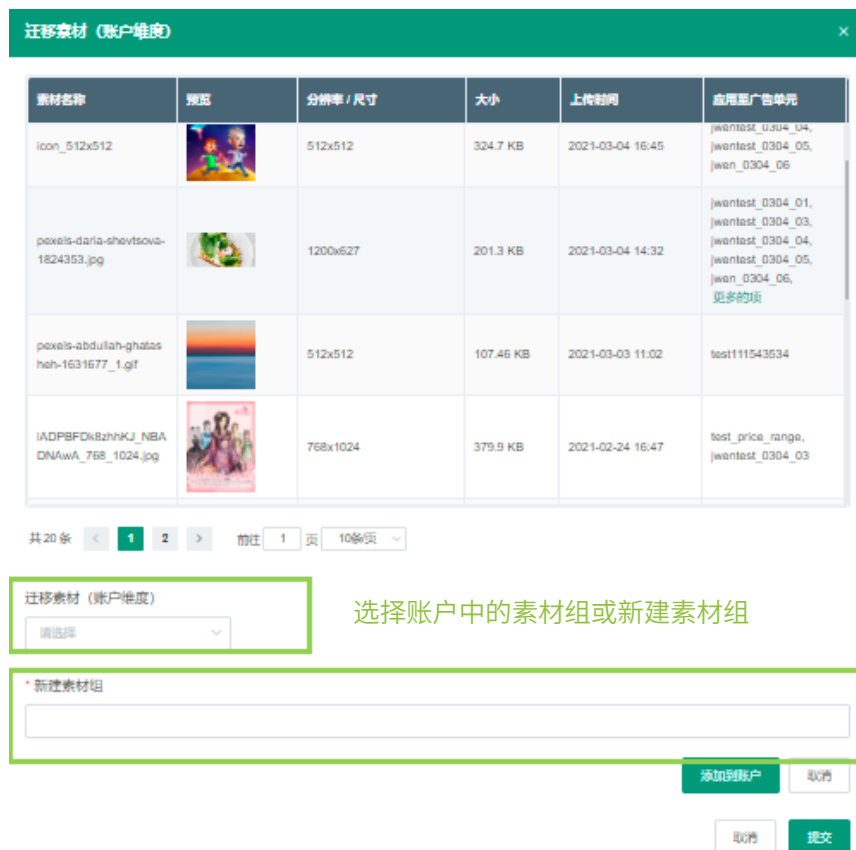 迁移素材（账户维度） ×
素材名称 预览 分辨率 / 尺寸 大小 上传时间 应用至广告单元
jwentest_0304_04,
icon_512x512 512x512 324.7 KB 2021-03-04 16:45 jwentest_0304_05,
jwen_0304_06
jwentest_0304_01,
jwentest_0304_03,
pexels-daria-shevtsova- jwentest_0304_04,
1824353.jpg 1200x627 201.3 KB 2021-03-04 14:32 jwentest_0304_05,
jwen_0304_06,
更多的项
pexels-abdullah-ghatas
heh-1631677_1.gif 512x512 107.46 KB 2021-03-03 11:02 test111543534
IADPBFDk8zhhKJ_NBA
DNAwA_768_1024.jpg 768x1024 379.9 KB 2021-02-24 16:47 test_price_range,
jwentest_0304_03
共 20 条 < 1 2 > 前往 1 页 10条/页
迁移素材（账户维度）
请选择
选择账户中的素材组或新建素材组
* 新建素材组
添加到账户 取消
取消 提交